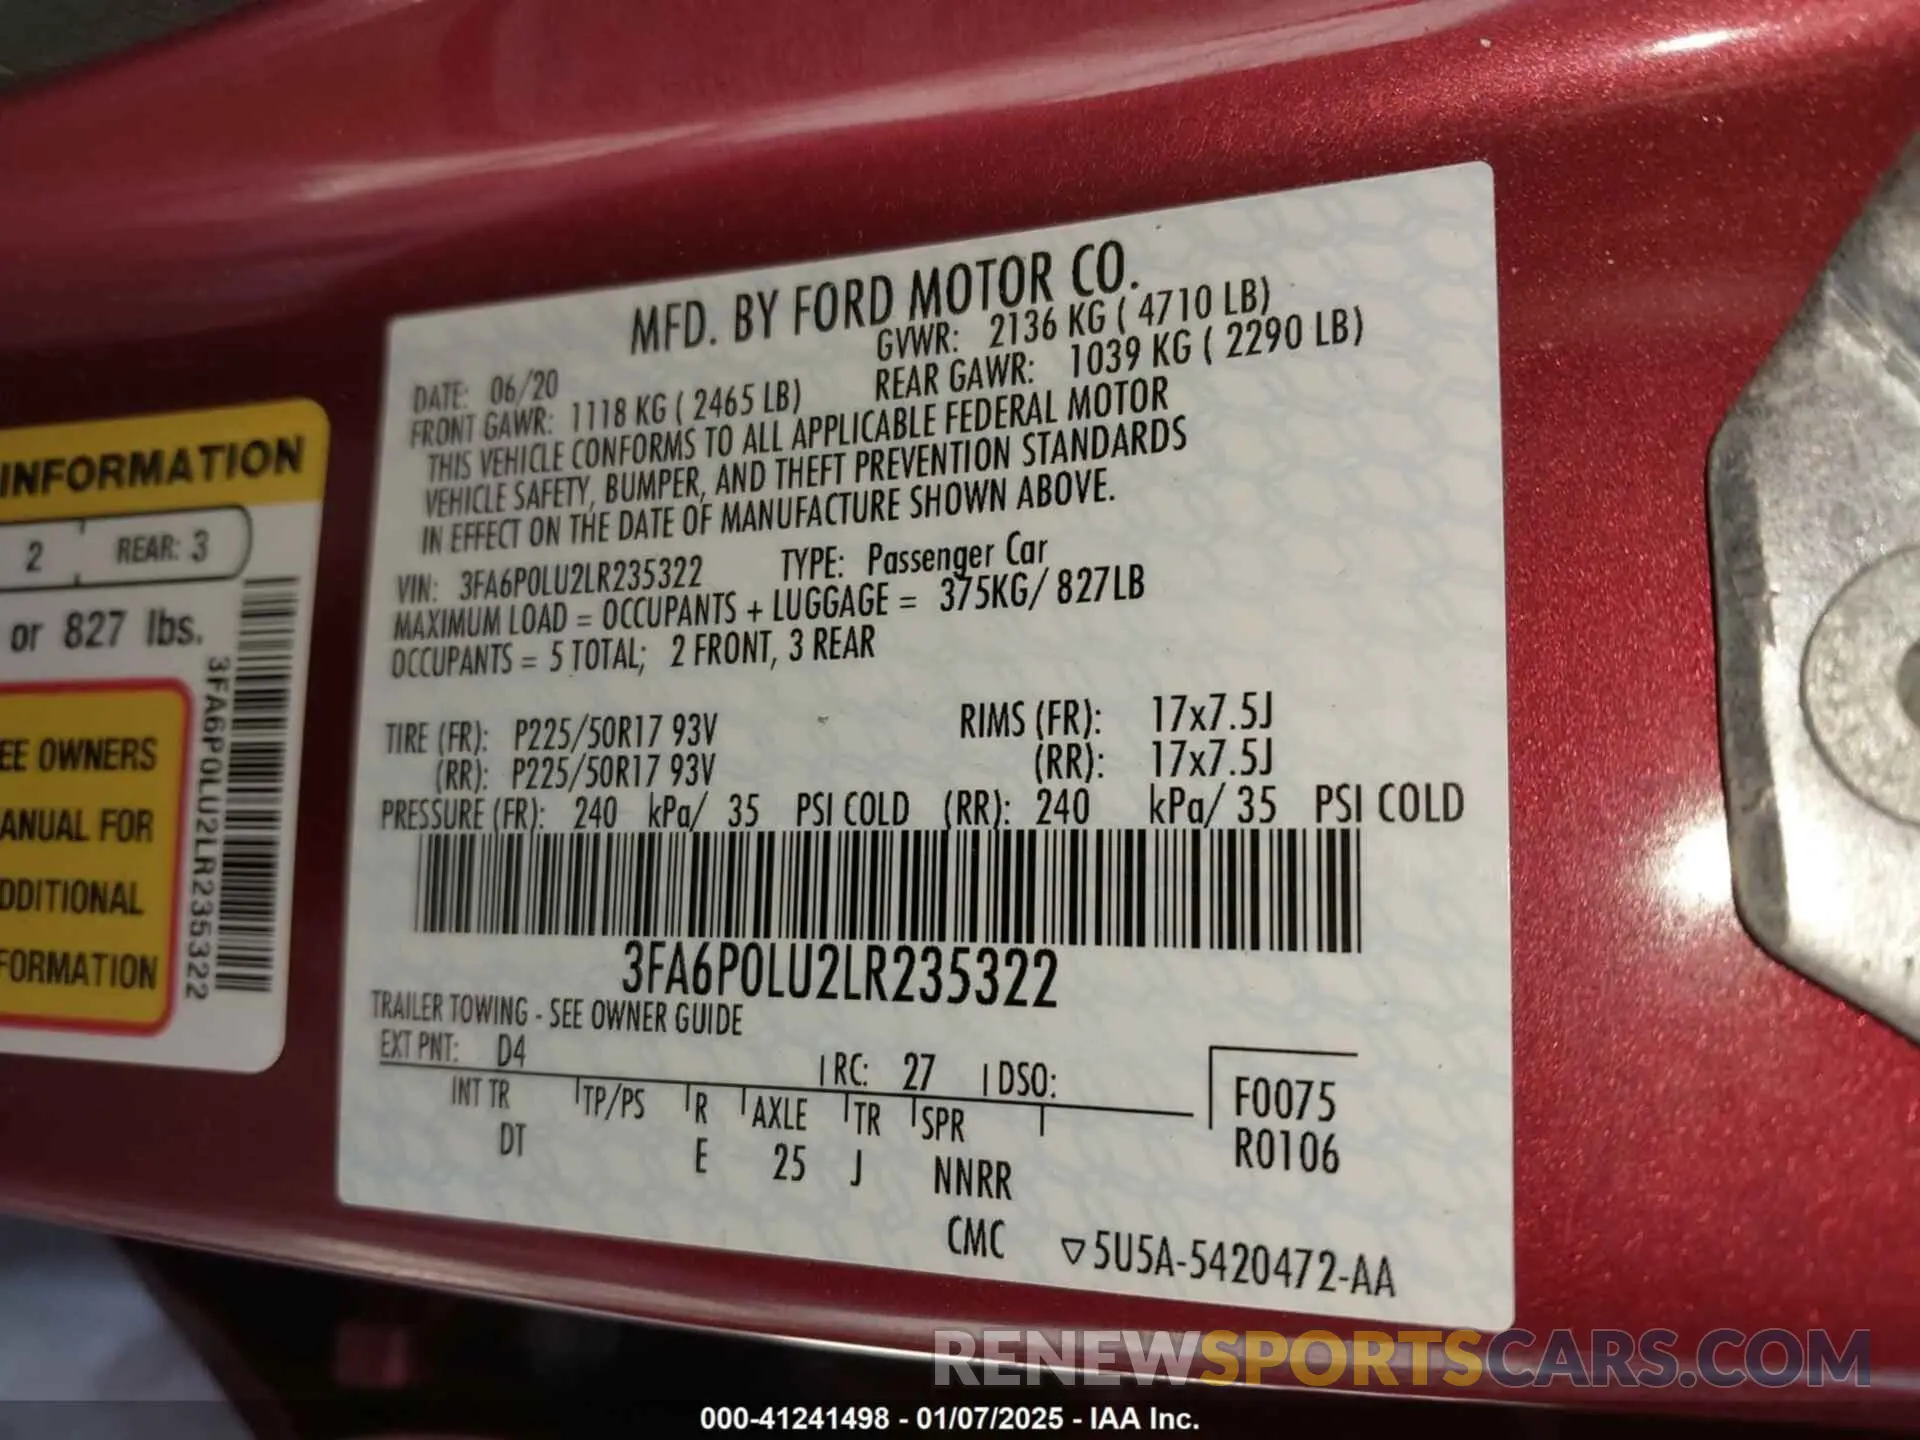 INFORMATION
2 REAR: 3
or 827 lbs.
3FA6P0LU2LR235322
EE OWNERS
ANUAL FOR
DDITIONAL
FORMATION
MFD. BY FORD MOTOR CO.
DATE: 06/20 GVWR: 2136 KG ( 4710 LB)
FRONT GAWR: 1118 KG ( 2465 LB) REAR GAWR: 1039 KG ( 2290 LB)
THIS VEHICLE CONFORMS TO ALL APPLICABLE FEDERAL MOTOR
VEHICLE SAFETY, BUMPER, AND THEFT PREVENTION STANDARDS
IN EFFECT ON THE DATE OF MANUFACTURE SHOWN ABOVE.
VIN: 3FA6P0LU2LR235322 TYPE: Passenger Car
MAXIMUM LOAD = OCCUPANTS + LUGGAGE = 375KG/ 827LB
OCCUPANTS = 5 TOTAL; 2 FRONT, 3 REAR
TIRE (FR): P225/50R17 93V RIMS (FR): 17x7.5J
(RR): P225/50R17 93V (RR): 17x7.5J
PRESSURE (FR): 240 kPa/ 35 PSI COLD (RR): 240 kPa/ 35 PSI COLD
3FA6P0LU2LR235322
TRAILER TOWING - SEE OWNER GUIDE
EXT PNT: D4 RC: 27 DSO:
INT TR TP/PS R AXLE TR SPR F0075
DT E 25 J NNRR R0106
CMC ▽5U5A-5420472-AA
RENEWSPORTSCARS.COM
000-41241498 - 01/07/2025 - IAA Inc.